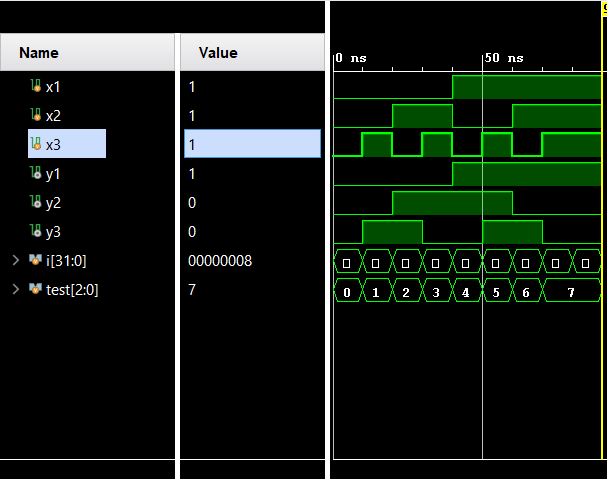 Name Value
0 ns 50 ns
x1 1
x2 1
x3 1
y1 1
y2 0
y3 0
i[31:0] 00000008
test[2:0] 7 0 1 2 3 4 5 6 7